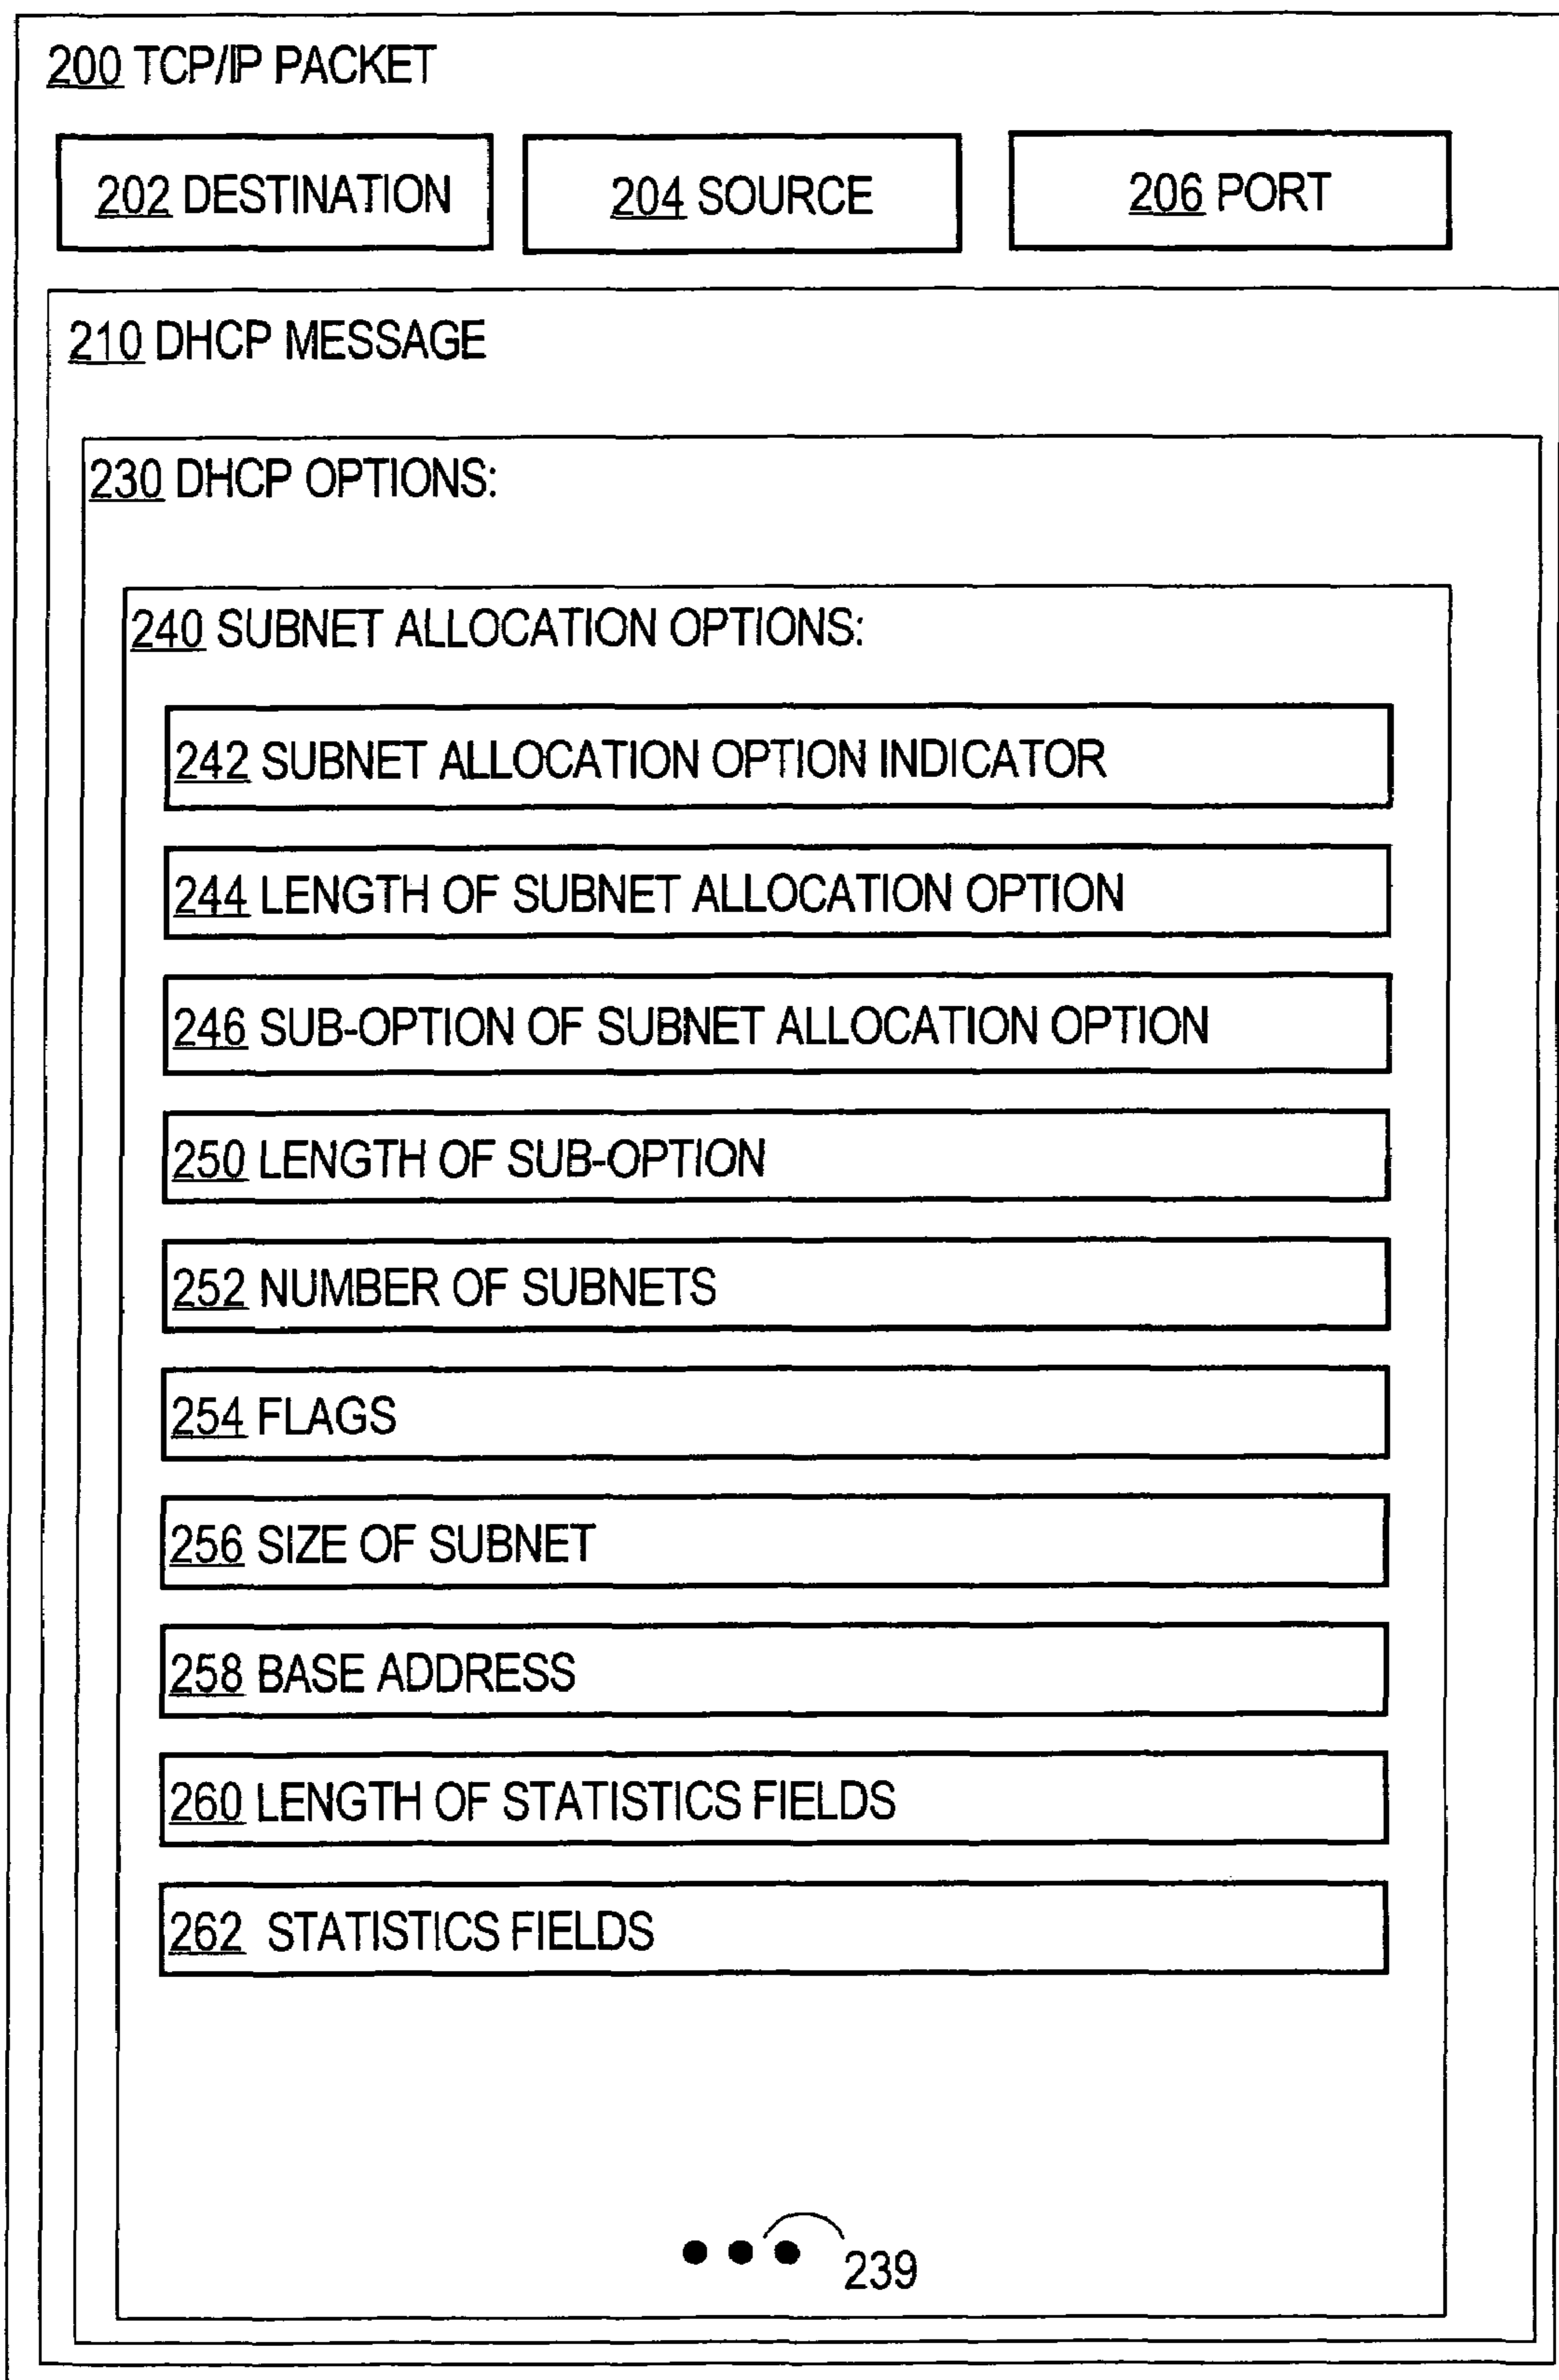 200 TCP/IP PACKET
202 DESTINATION
204 SOURCE
206 PORT
210 DHCP MESSAGE
230 DHCP OPTIONS:
240 SUBNET ALLOCATION OPTIONS:
242 SUBNET ALLOCATION OPTION INDICATOR
244 LENGTH OF SUBNET ALLOCATION OPTION
246 SUB-OPTION OF SUBNET ALLOCATION OPTION
250 LENGTH OF SUB-OPTION
252 NUMBER OF SUBNETS
254 FLAGS
256 SIZE OF SUBNET
258 BASE ADDRESS
260 LENGTH OF STATISTICS FIELDS
262 STATISTICS FIELDS
239